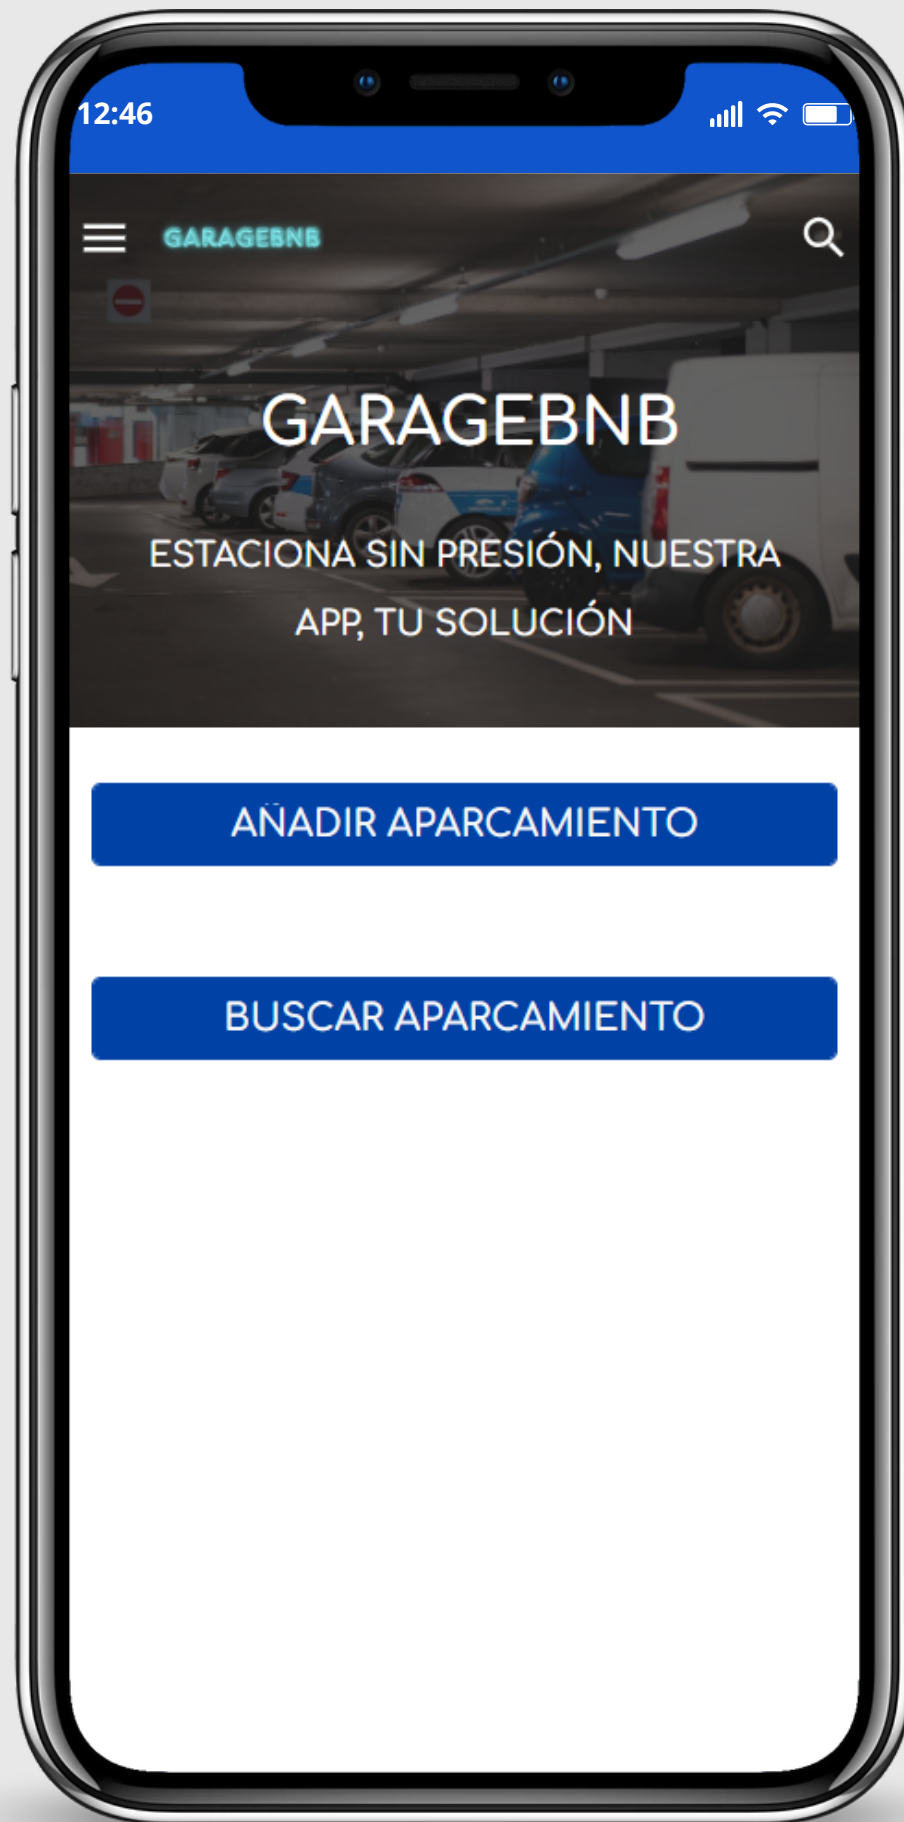 12:46
GARAGEBNB
GARAGEBNB
ESTACIONA SIN PRESIÓN, NUESTRA
APP, TU SOLUCIÓN
AÑADIR APARCAMIENTO
BUSCAR APARCAMIENTO